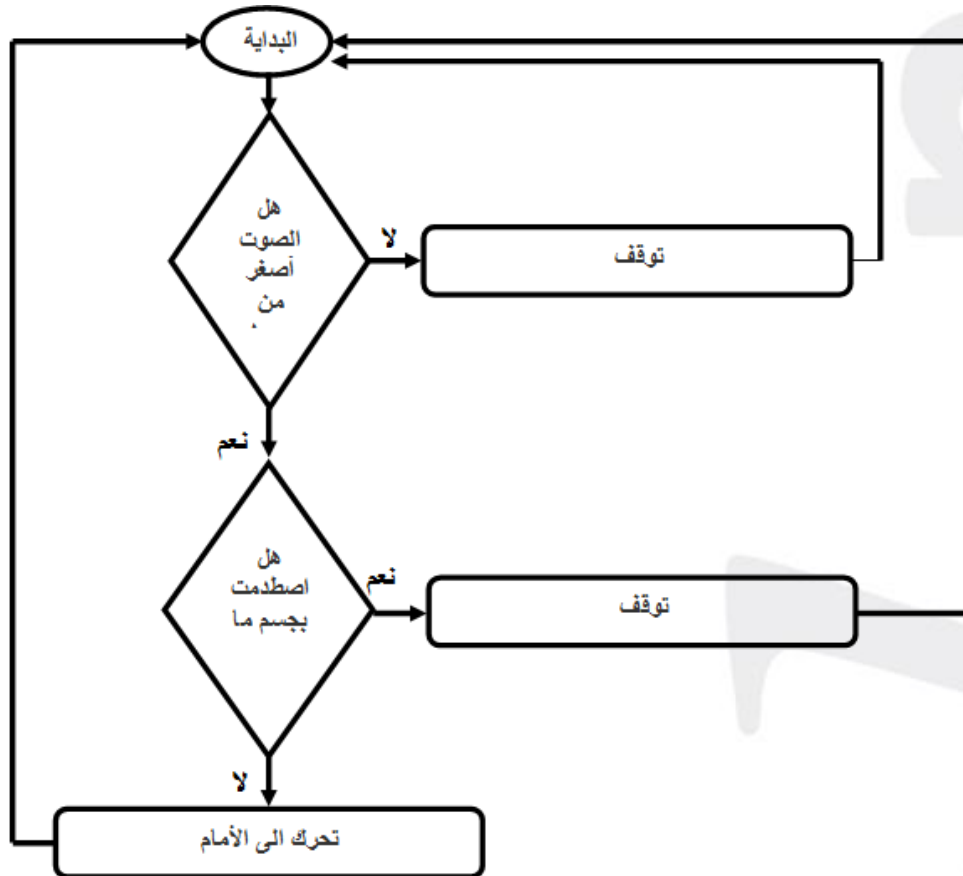 البداية
هل
الصوت
أصغر
من
لا
توقف
نعم
هل
اصطدمت
بجسم ما
نعم
توقف
لا
تحرك الى الأمام